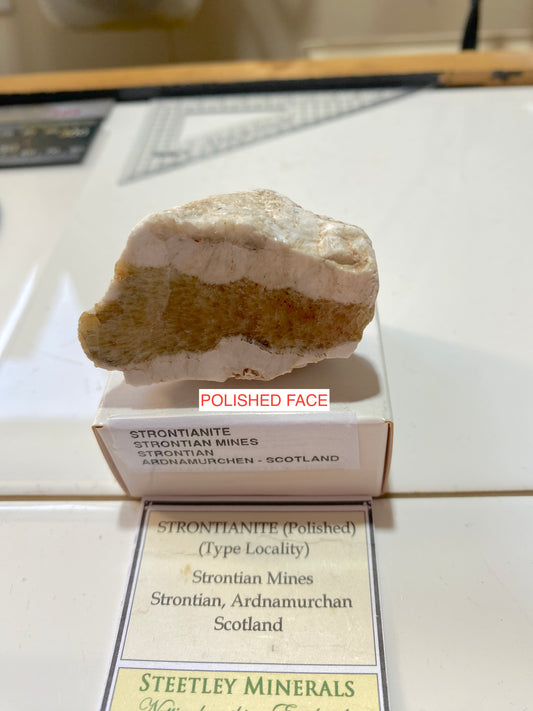 POLISHED FACE
STRONTIANITE
STRONTIAN MINES
STRONTIAN
ARDNAMURCHEN - SCOTLAND
STRONTIANITE (Polished)
(Type Locality)
Strontian Mines
Strontian, Ardnamurchan
Scotland
STEETLEY MINERALS